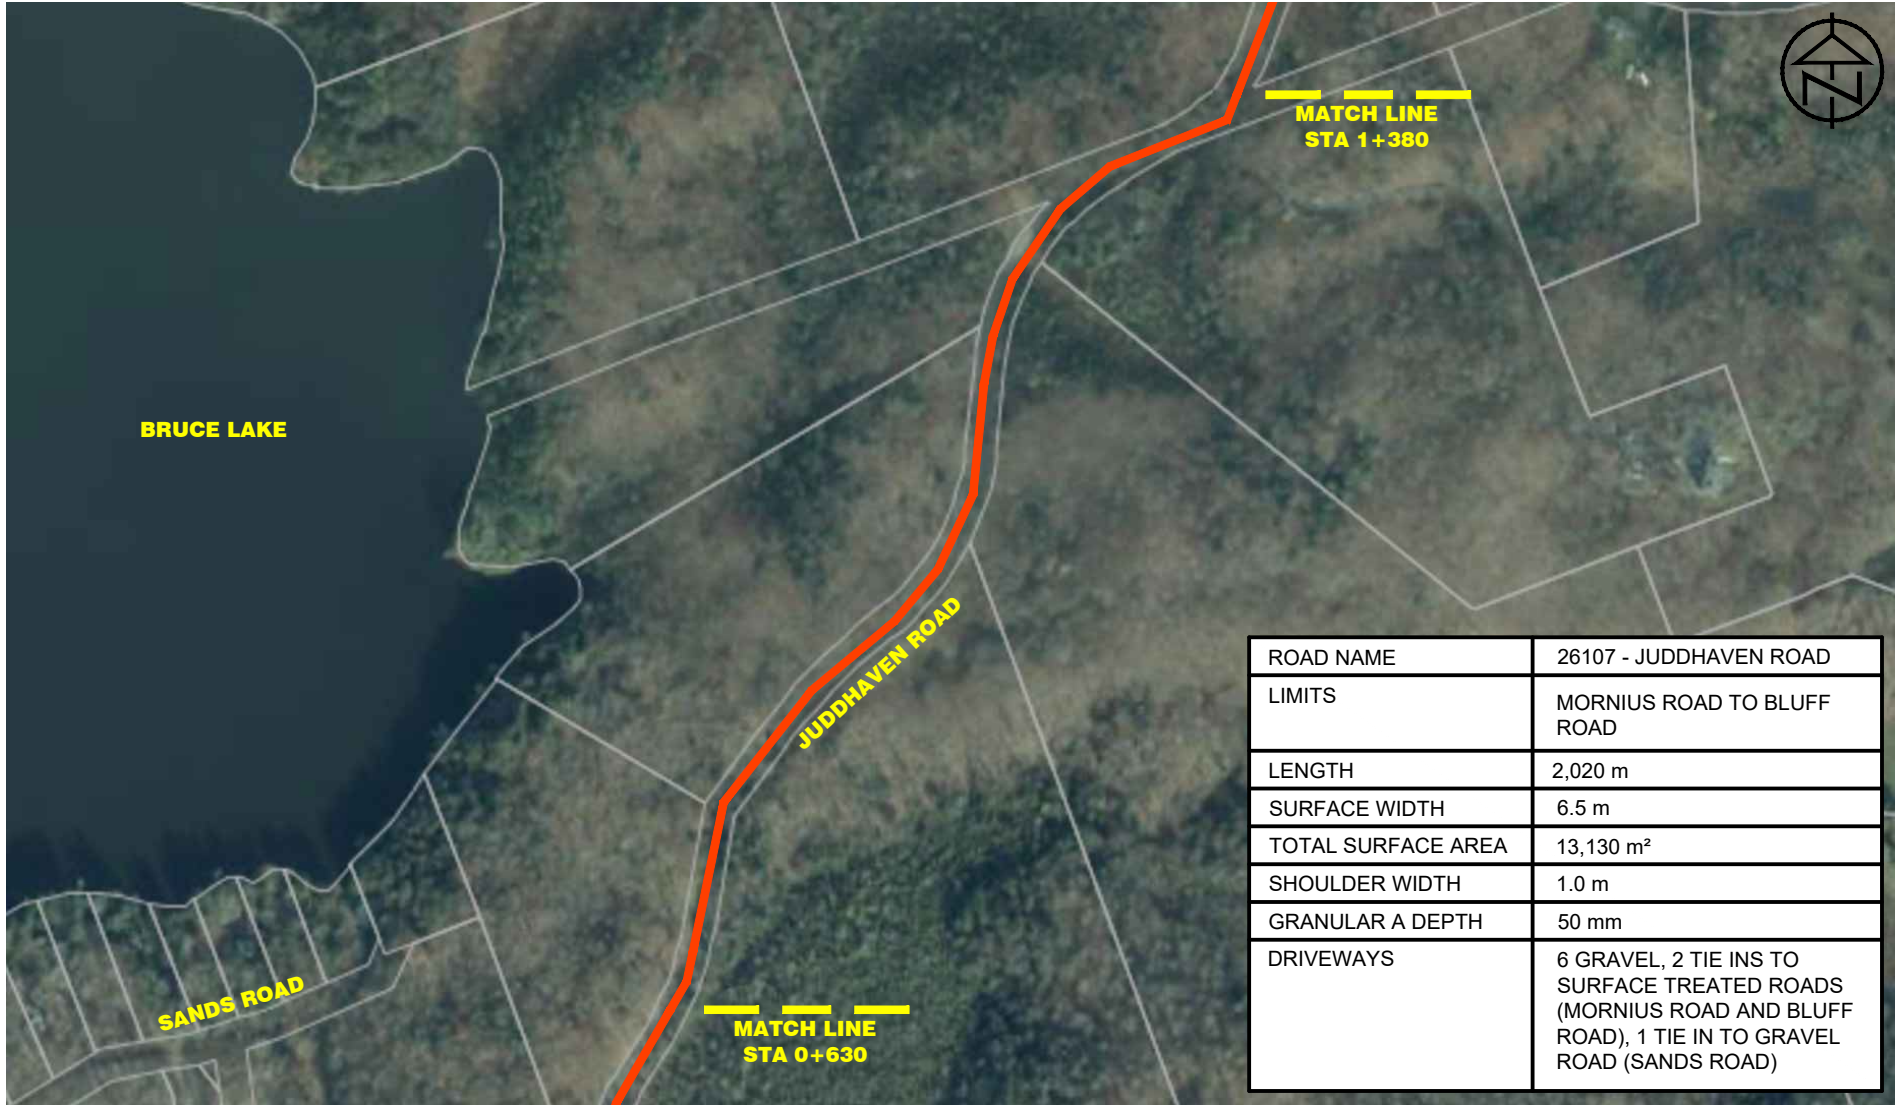 MATCH LINE
STA 1+380
BRUCE LAKE
JUDDHAVEN ROAD
SANDS ROAD
MATCH LINE
STA 0+630
N
ROAD NAME 26107 - JUDDHAVEN ROAD
LIMITS MORNIUS ROAD TO BLUFF
ROAD
LENGTH 2,020 m
SURFACE WIDTH 6.5 m
TOTAL SURFACE AREA 13,130 m²
SHOULDER WIDTH 1.0 m
GRANULAR A DEPTH 50 mm
DRIVEWAYS 6 GRAVEL, 2 TIE INS TO
SURFACE TREATED ROADS
(MORNIUS ROAD AND BLUFF
ROAD), 1 TIE IN TO GRAVEL
ROAD (SANDS ROAD)